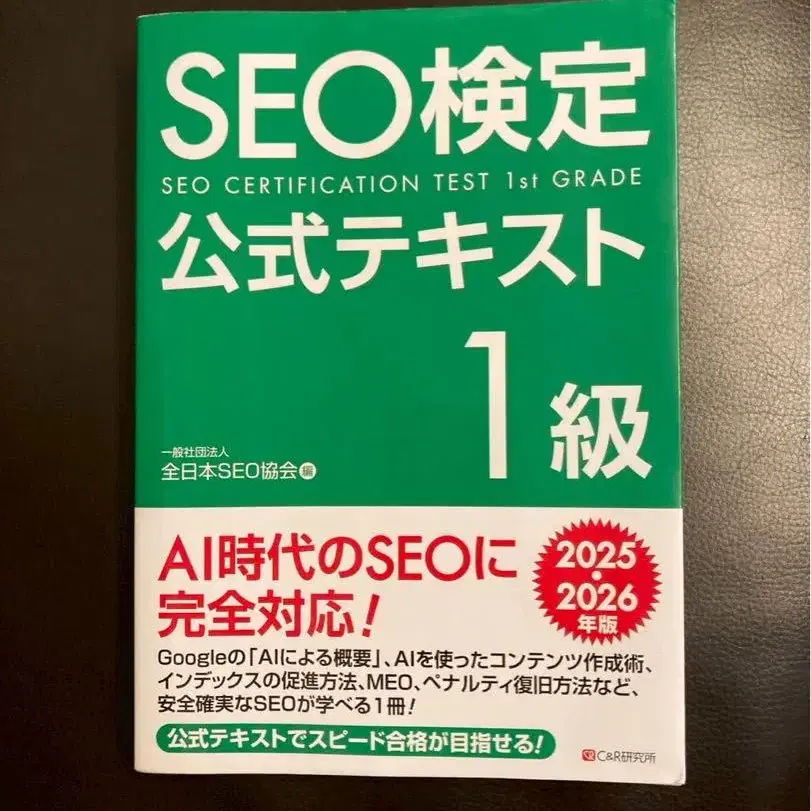 SEO検定
SEO CERTIFICATION TEST 1st GRADE
公式テキスト
1級
一般社団法人
全日本SEO協会 編
AI時代のSEOに
完全対応!
2025・
2026
年版
Googleの「AIによる概要」、AIを使ったコンテンツ作成術、
インデックスの促進方法、MEO、ペナルティ復旧方法など、
安全確実なSEOが学べる1冊!
公式テキストでスピード合格が目指せる!
C&R研究所